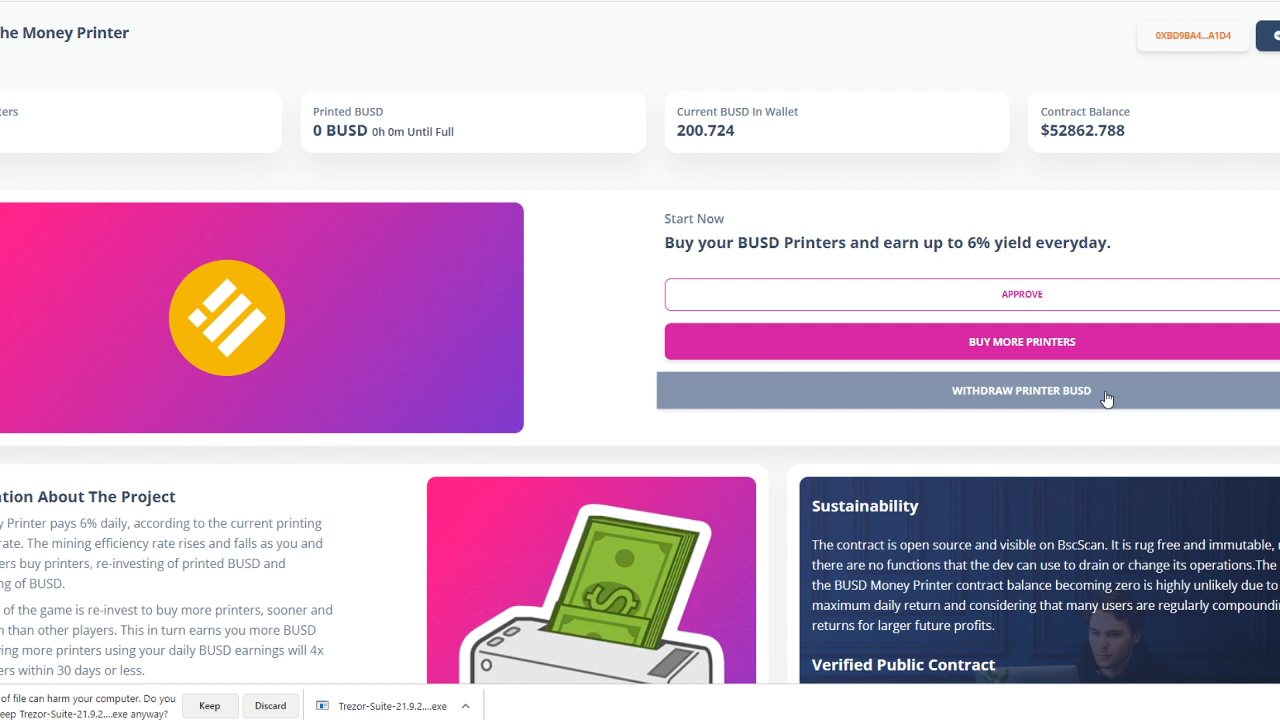 he Money Printer
0XBD9BA4...A1D4
ters
Printed BUSD
0 BUSD 0h 0m Until Full
Current BUSD In Wallet
200.724
Contract Balance
$52862.788
Start Now
Buy your BUSD Printers and earn up to 6% yield everyday.
APPROVE
BUY MORE PRINTERS
WITHDRAW PRINTER BUSD
ation About The Project
y Printer pays 6% daily, according to the current printing
rate. The mining efficiency rate rises and falls as you and
ers buy printers, re-investing of printed BUSD and
ng of BUSD.
of the game is re-invest to buy more printers, sooner and
n than other players. This in turn earns you more BUSD
ying more printers using your daily BUSD earnings will 4x
ers within 30 days or less.
Sustainability
The contract is open source and visible on BscScan. It is rug free and immutable,
there are no functions that the dev can use to drain or change its operations.The
the BUSD Money Printer contract balance becoming zero is highly unlikely due to
maximum daily return and considering that many users are regularly compoundi
returns for larger future profits.
Verified Public Contract
of file can harm your computer. Do you
eep Trezor-Suite-21.9.2....exe anyway?
Keep
Discard
Trezor-Suite-21.9.2....exe